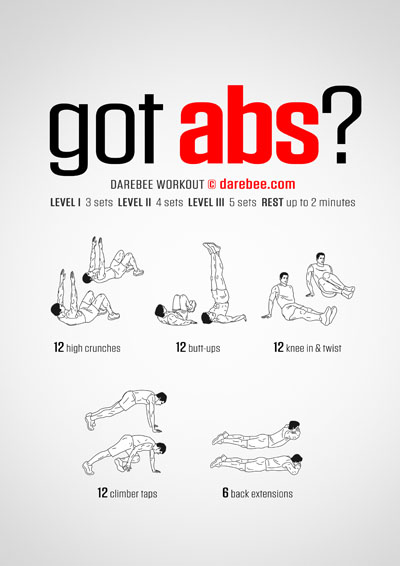 got abs?
DAREBEE WORKOUT © darebee.com
LEVEL I 3 sets LEVEL II 4 sets LEVEL III 5 sets REST up to 2 minutes
12 high crunches
12 butt-ups
12 knee in & twist
12 climber taps
6 back extensions